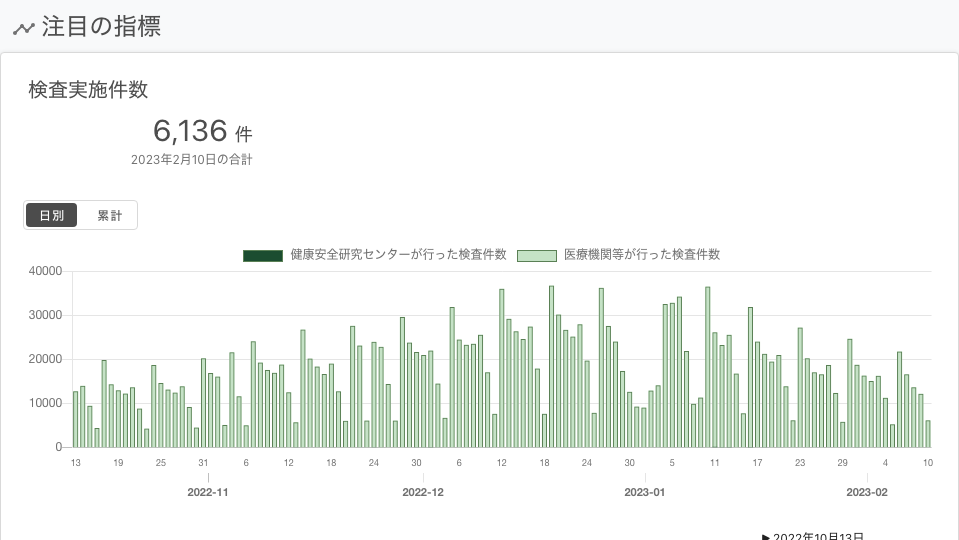 注目の指標
検査実施件数
6,136 件
2023年2月10日の合計
日別 累計
健康安全研究センターが行った検査件数 医療機関等が行った検査件数
40000
30000
20000
10000
0
13 19 25 31 6 12 18 24 30 6 12 18 24 30 5 11 17 23 29 4 10
2022-11 2022-12 2023-01 2023-02
▶ 2022年10月13日